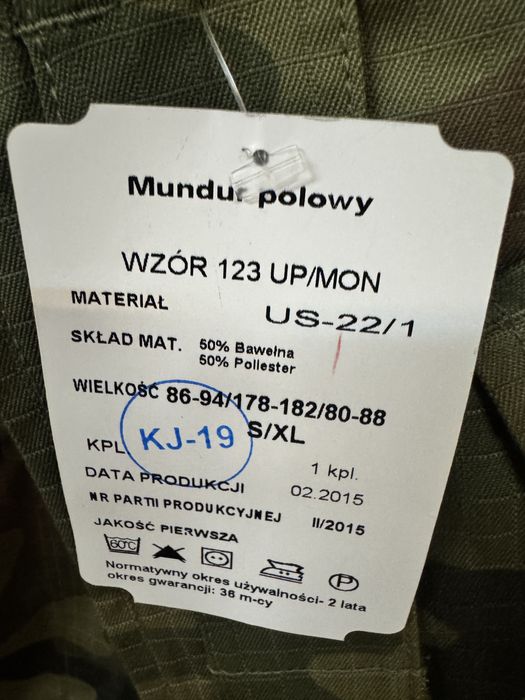 Mundur polowy
WZÓR 123 UP/MON
MATERIAŁ US-22/1
SKŁAD MAT. 50% Bawełna
50% Poliester
WIELKOŚĆ 86-94/178-182/80-88
S/XL
KJ-19
KPL 1 kpl.
DATA PRODUKCJI 02.2015
NR PARTII PRODUKCYJNEJ II/2015
JAKOŚĆ PIERWSZA
60°C
P
Normatywny okres używalności- 2 lata
okres gwarancji: 36 m-cy